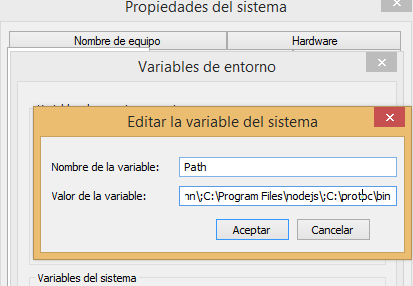 Propiedades del sistema
Nombre de equipo Hardware
Variables de entorno
Editar la variable del sistema
Nombre de la variable: Path
Valor de la variable: nn\;C:\Program Files\nodejs\;C:\protoc\bin
Aceptar Cancelar
Variables del sistema